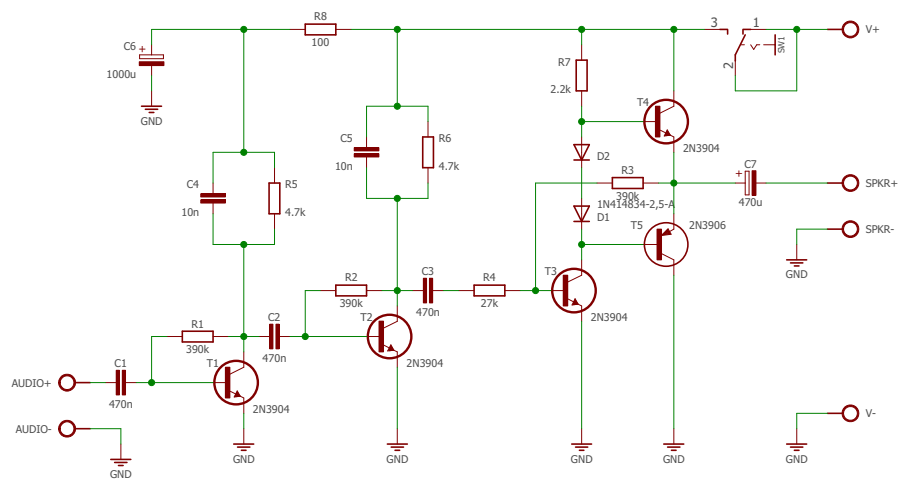 R8
100
3
1
V+
C6
+
1000u
GND
2
SW1
R7
2.2k
T4
2N3904
C5
10n
R6
4.7k
D2
C4
10n
R5
4.7k
R3
390k
C7
+
470u
SPKR+
1N414834-2,5-A
D1
2N3906
T5
SPKR-
GND
R2
390k
C3
470n
R4
27k
T3
2N3904
R1
390k
C2
470n
T2
2N3904
T1
2N3904
C1
470n
AUDIO+
AUDIO-
V-
GND
GND
GND
GND
GND
GND